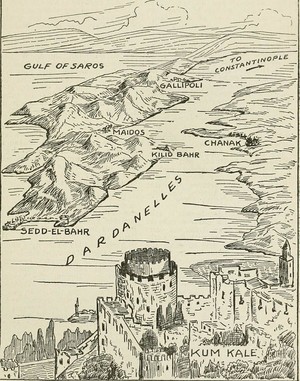 TO
CONSTANTINOPLE
GULF OF SAROS
GALLIPOLI
MAIDOS
CHANAK
KILID BAHR
DARDANELLES
SEDD-EL-BAHR
KUM KALE